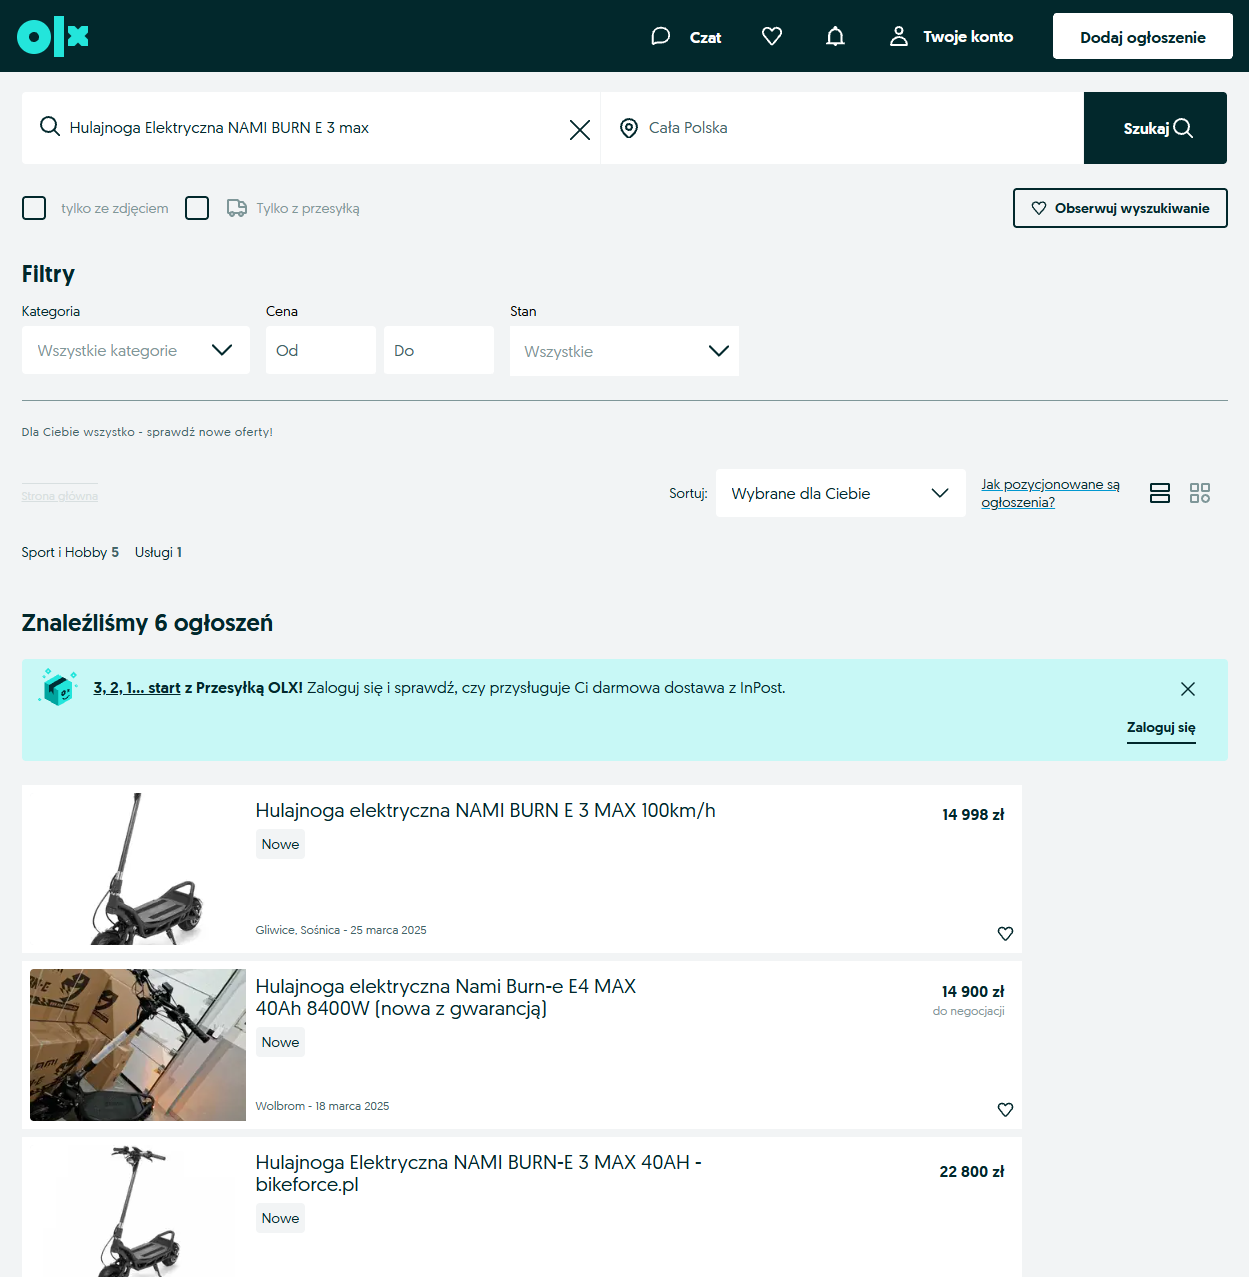 olx
Czat
Twoje konto
Dodaj ogłoszenie
Hulajnoga Elektryczna NAMI BURN E 3 max
Cała Polska
Szukaj
tylko ze zdjęciem
Tylko z przesyłką
Obserwuj wyszukiwanie
Filtry
Kategoria
Cena
Stan
Wszystkie kategorie
Od
Do
Wszystkie
Dla Ciebie wszystko - sprawdź nowe oferty!
Strona główna
Sortuj:
Wybrane dla Ciebie
Jak pozycjonowane są
ogłoszenia?
Sport i Hobby 5
Usługi 1
Znaleźliśmy 6 ogłoszeń
3, 2, 1... start z Przesyłką OLX! Zaloguj się i sprawdź, czy przysługuje Ci darmowa dostawa z InPost.
Zaloguj się
Hulajnoga elektryczna NAMI BURN E 3 MAX 100km/h
14 998 zł
Nowe
Gliwice, Sośnica - 25 marca 2025
Hulajnoga elektryczna Nami Burn-e E4 MAX
40Ah 8400W (nowa z gwarancją)
14 900 zł
do negocjacji
Nowe
Wolbrom - 18 marca 2025
Hulajnoga Elektryczna NAMI BURN-E 3 MAX 40AH -
bikeforce.pl
22 800 zł
Nowe